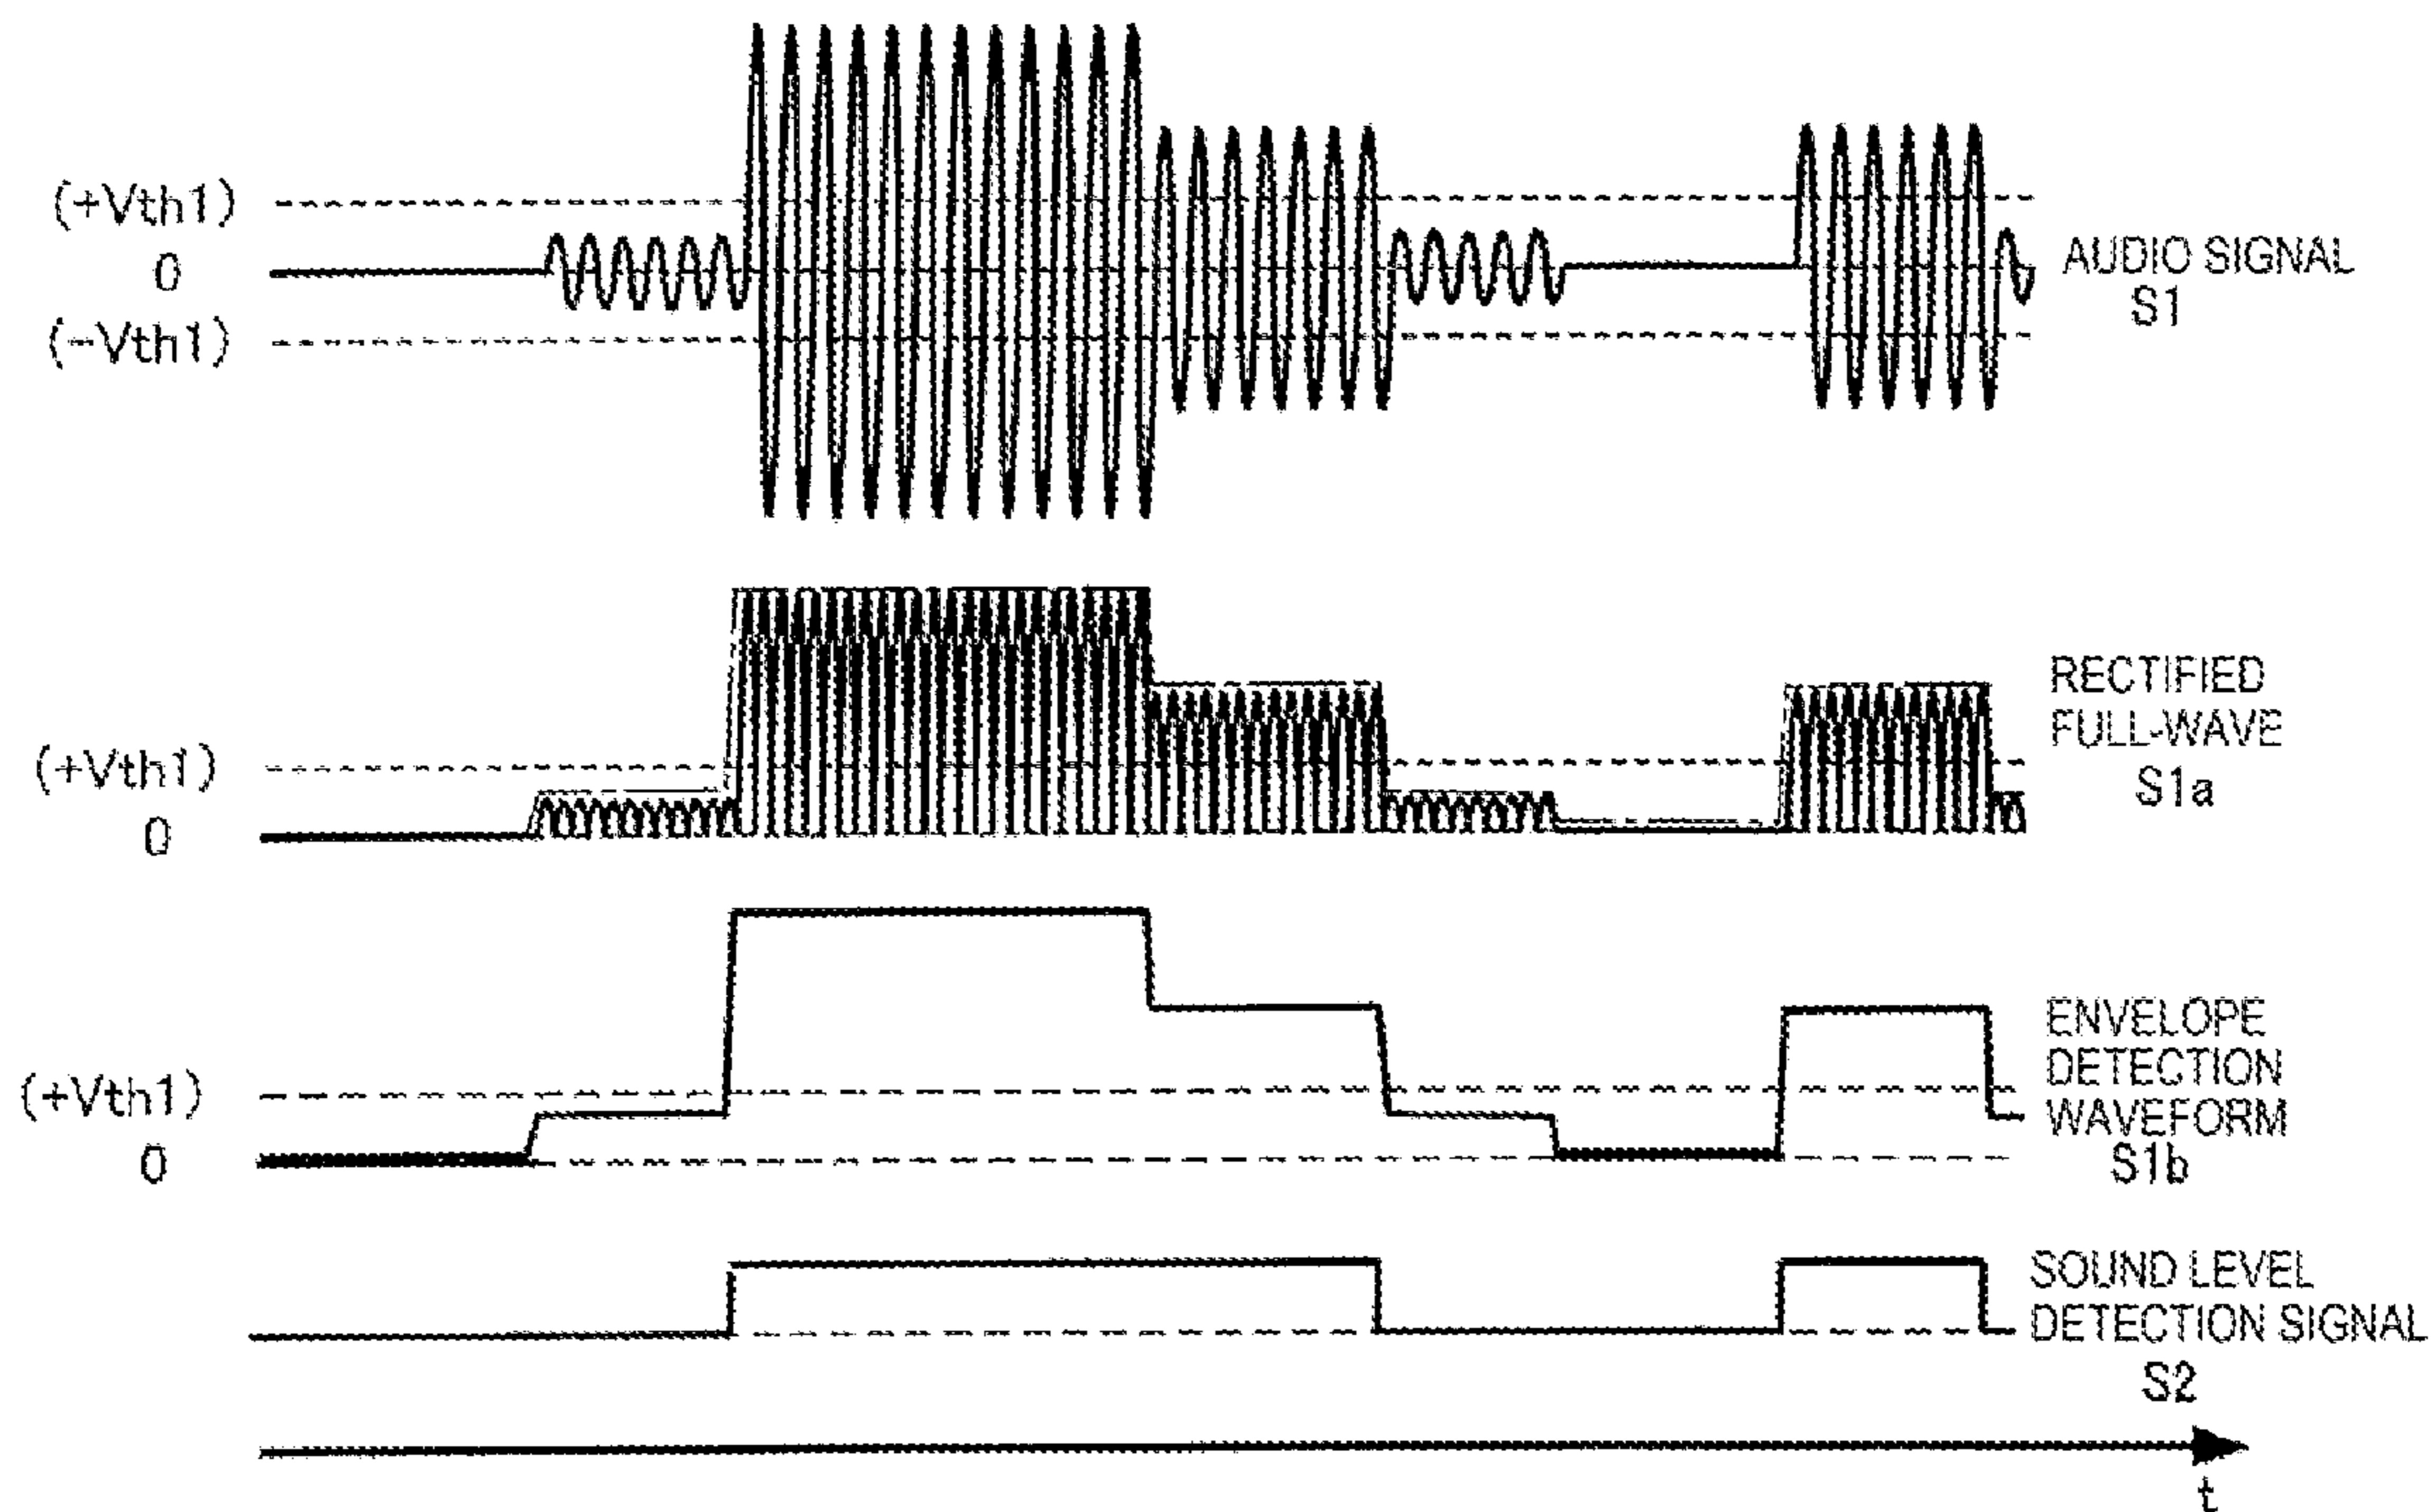 (+Vth1)
0
(-Vth1)
AUDIO SIGNAL
S1
(+Vth1)
0
RECTIFIED
FULL-WAVE
S1a
(+Vth1)
0
ENVELOPE
DETECTION
WAVEFORM
S1b
SOUND LEVEL
DETECTION SIGNAL
S2
t